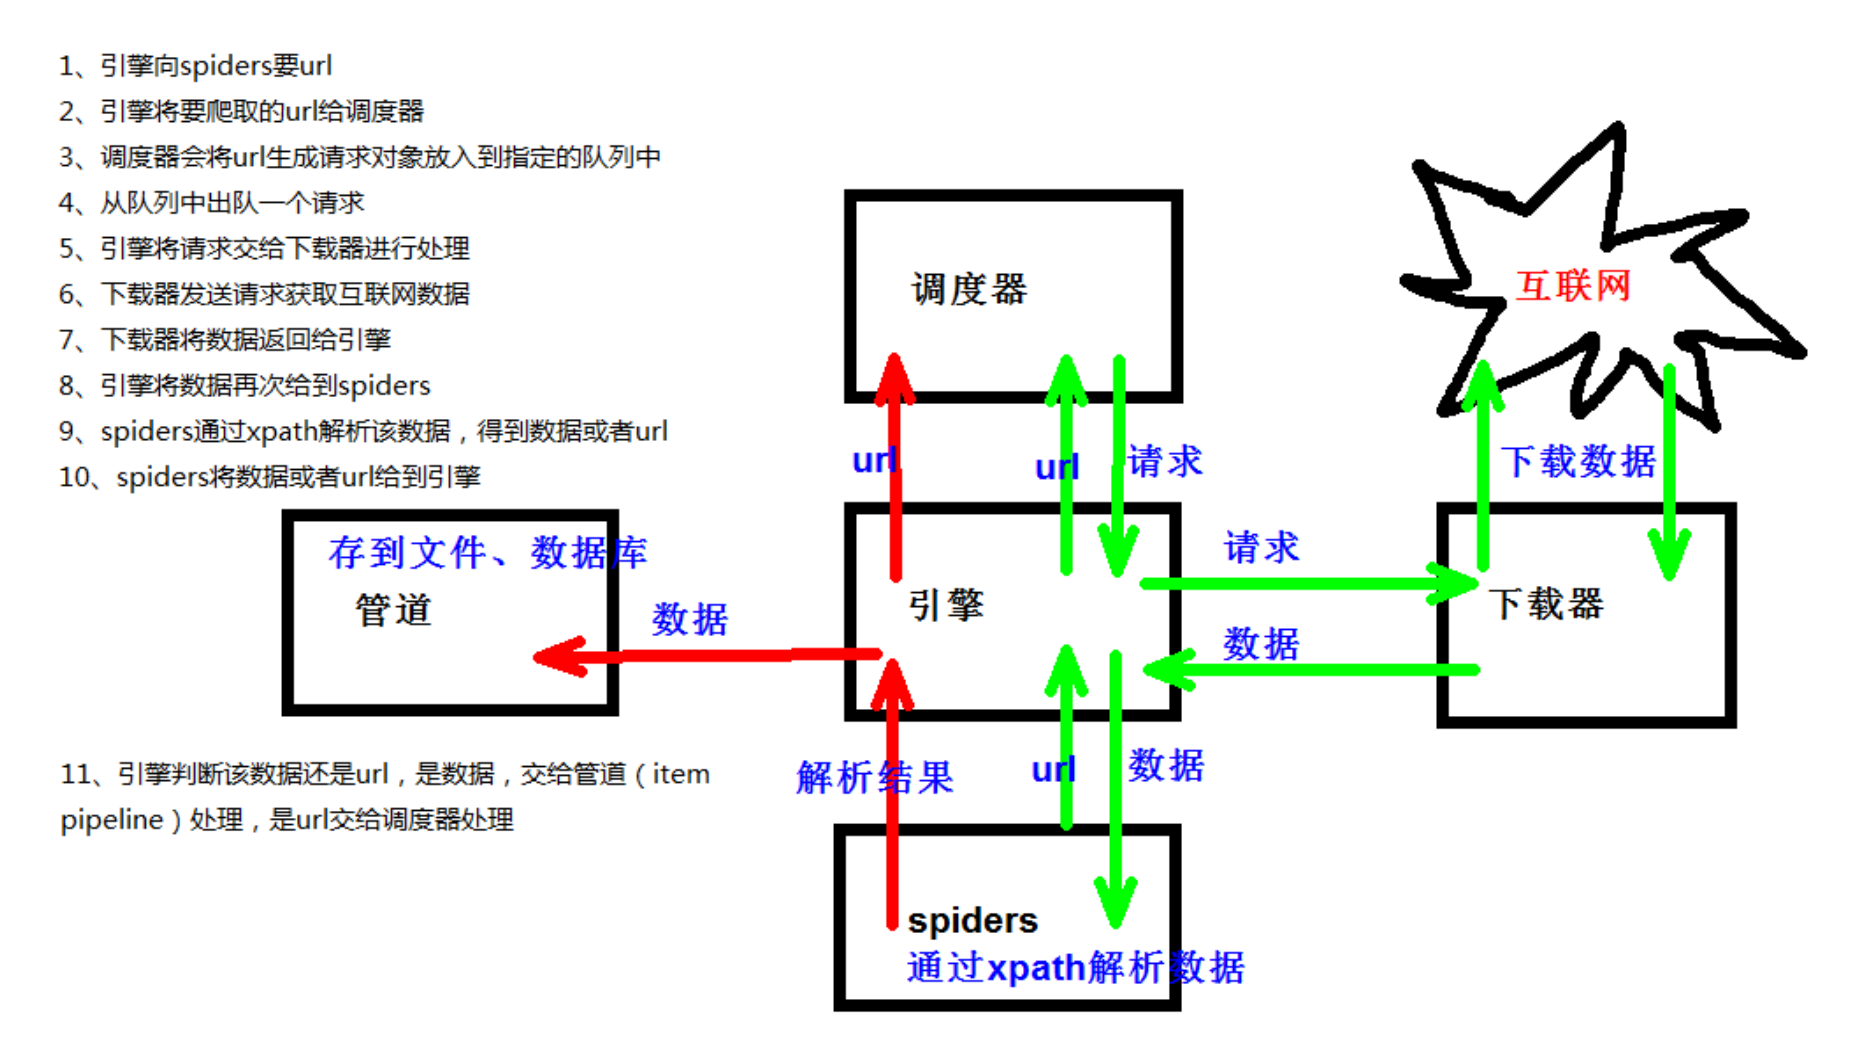 1、引擎向spiders要url
2、引擎将要爬取的url给调度器
3、调度器会将url生成请求对象放入到指定的队列中
4、从队列中出队一个请求
5、引擎将请求交给下载器进行处理
6、下载器发送请求获取互联网数据
7、下载器将数据返回给引擎
8、引擎将数据再次给到spiders
9、spiders通过xpath解析该数据，得到数据或者url
10、spiders将数据或者url给到引擎
调度器
互联网
url
url
请求
下载数据
存到文件、数据库
管道
数据
引擎
请求
数据
下载器
11、引擎判断该数据还是url，是数据，交给管道（item
pipeline）处理，是url交给调度器处理
解析结果
url
数据
spiders
通过xpath解析数据